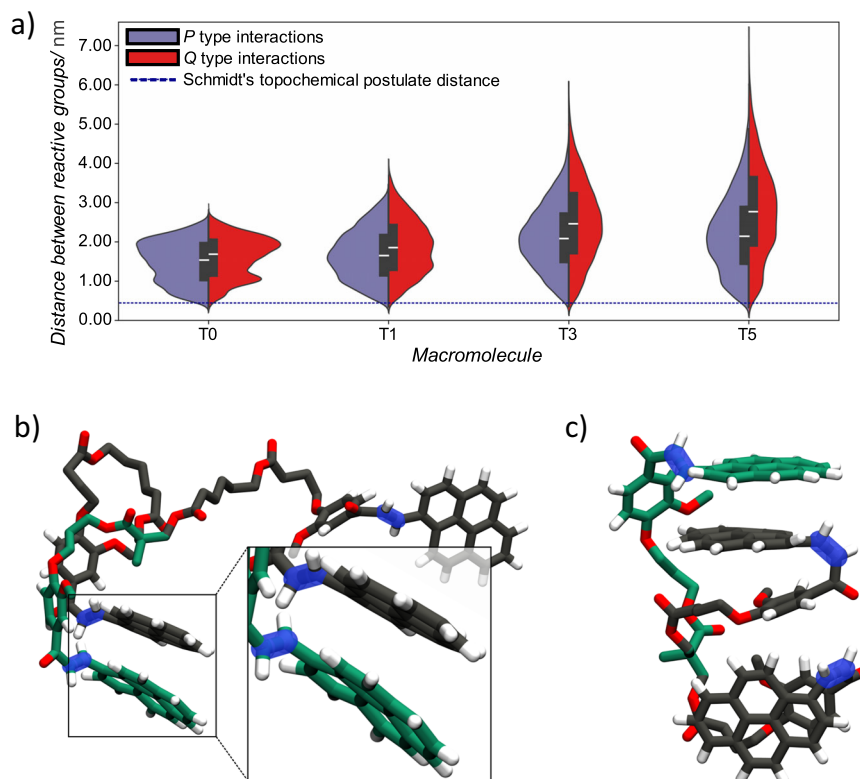 a)
Distance between reactive groups/ nm
7.00
6.00
5.00
4.00
3.00
2.00
1.00
0.00
P type interactions
Q type interactions
Schmidt's topochemical postulate distance
T0
T1
T3
T5
Macromolecule
b)
c)